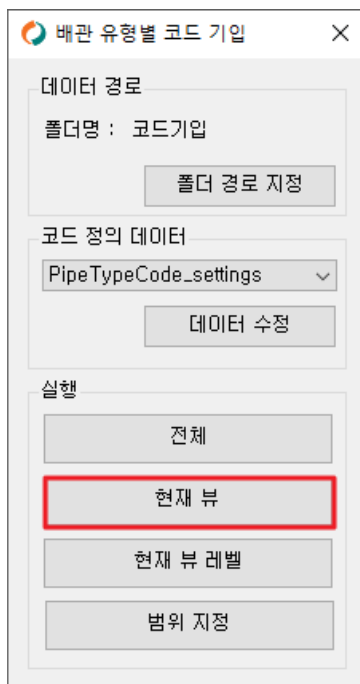 배관 유형별 코드 기입
데이터 경로
폴더명 : 코드기입
폴더 경로 지정
코드 정의 데이터
PipeTypeCode_settings
데이터 수정
실행
전체
현재 뷰
현재 뷰 레벨
범위 지정